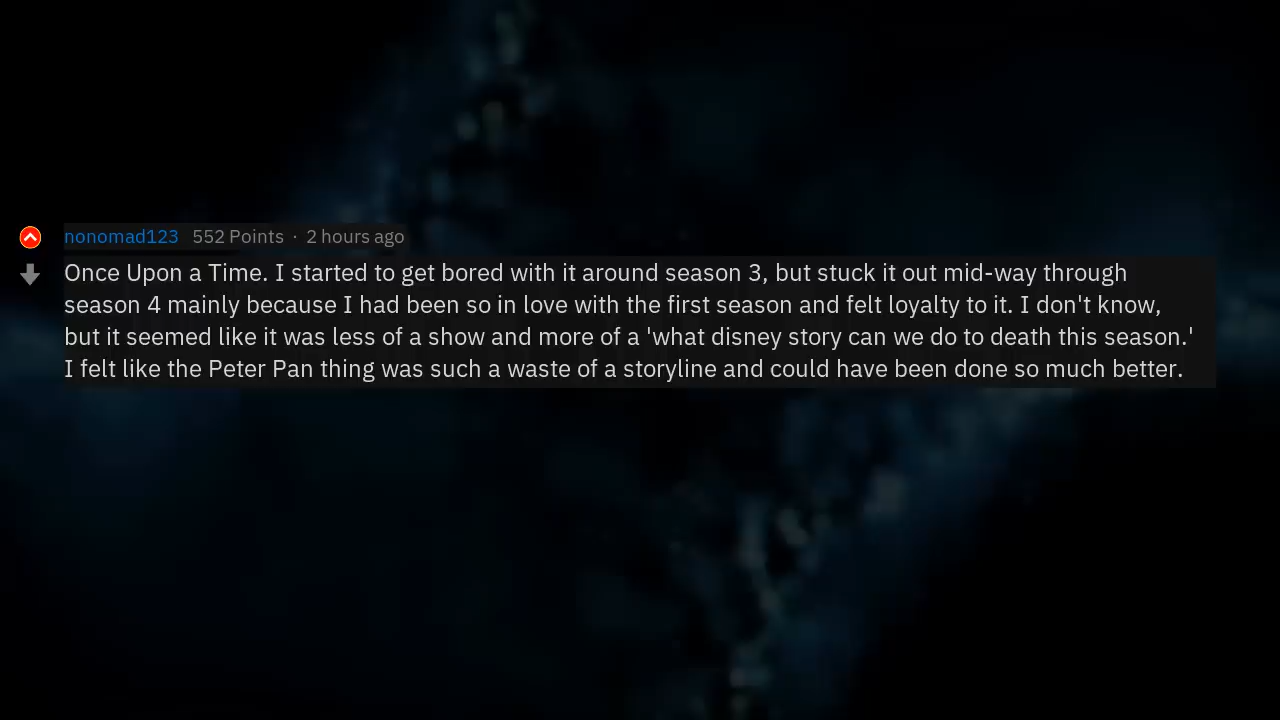 nonomad123 552 Points · 2 hours ago
Once Upon a Time. I started to get bored with it around season 3, but stuck it out mid-way through
season 4 mainly because I had been so in love with the first season and felt loyalty to it. I don't know,
but it seemed like it was less of a show and more of a 'what disney story can we do to death this season.'
I felt like the Peter Pan thing was such a waste of a storyline and could have been done so much better.